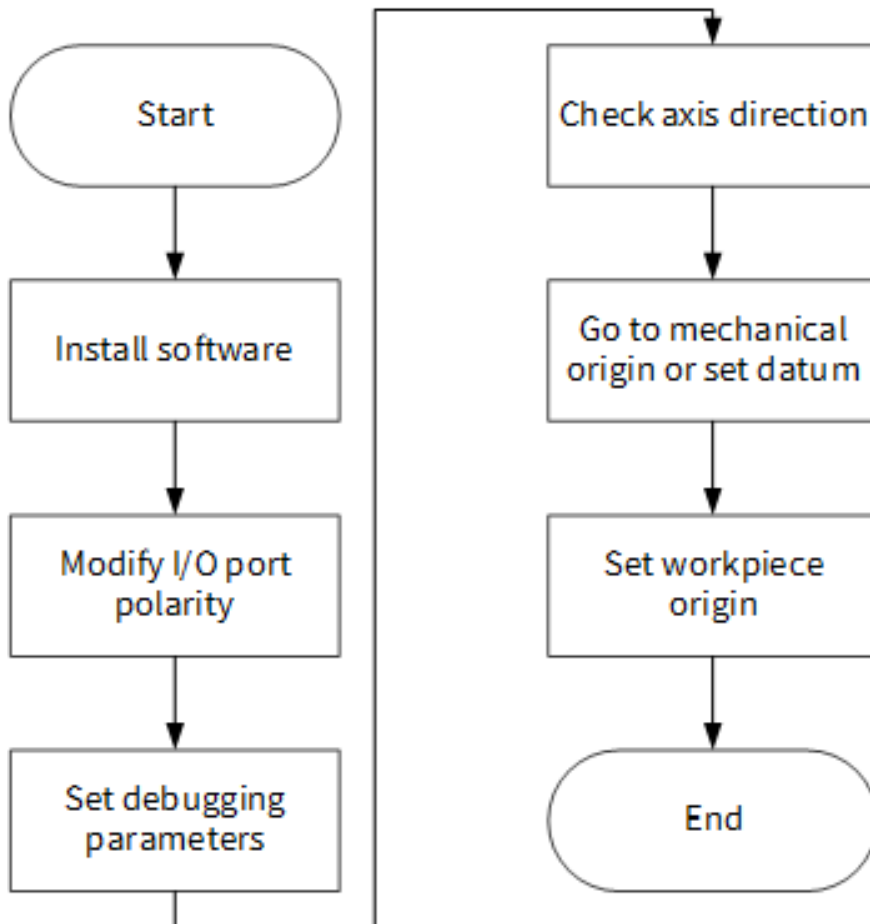 Start
Install software
Modify I/O port
polarity
Set debugging
parameters
Check axis direction
Go to mechanical
origin or set datum
Set workpiece
origin
End